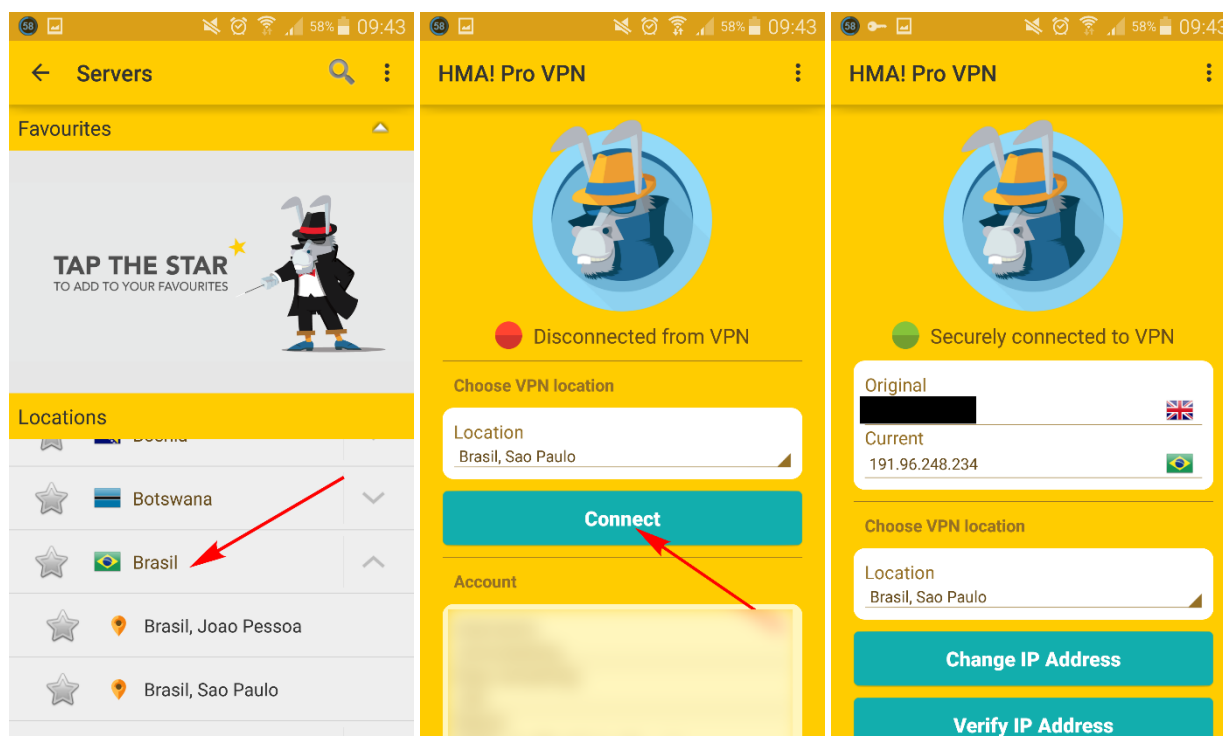 58
58%
09:43
Servers
Favourites
TAP THE STAR
TO ADD TO YOUR FAVOURITES
Locations
Botswana
Brasil
Brasil, Joao Pessoa
Brasil, Sao Paulo
58
58%
09:43
HMA! Pro VPN
Disconnected from VPN
Choose VPN location
Location
Brasil, Sao Paulo
Connect
Account
58
58%
09:43
HMA! Pro VPN
Securely connected to VPN
Original
Current
191.96.248.234
Choose VPN location
Location
Brasil, Sao Paulo
Change IP Address
Verify IP Address